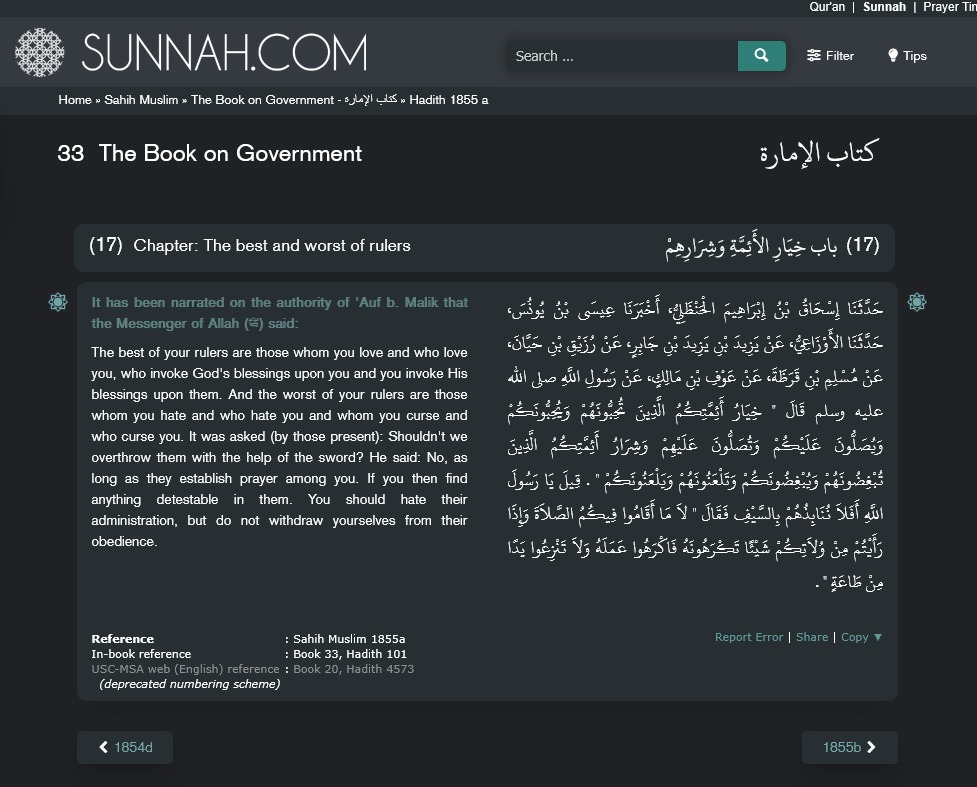 Qur'an | Sunnah | Prayer Tin
SUNNAH.COM
Search ...
Filter
Tips
Home » Sahih Muslim » The Book on Government - كتاب الإمارة » Hadith 1855 a
33 The Book on Government
كتاب الإمارة
(17) Chapter: The best and worst of rulers
(17) باب خِيَارِ الأَئِمَّةِ وَشِرَارِهِمْ
It has been narrated on the authority of 'Auf b. Malik that
the Messenger of Allah (ﷺ) said:
The best of your rulers are those whom you love and who love
you, who invoke God's blessings upon you and you invoke His
blessings upon them. And the worst of your rulers are those
whom you hate and who hate you and whom you curse and
who curse you. It was asked (by those present): Shouldn't we
overthrow them with the help of the sword? He said: No, as
long as they establish prayer among you. If you then find
anything detestable in them. You should hate their
administration, but do not withdraw yourselves from their
obedience.
حَدَّثَنَا إِسْحَاقُ بْنُ إِبْرَاهِيمَ الْحَنْظَلِيُّ، أَخْبَرَنَا عِيسَى بْنُ يُونُسَ،
حَدَّثَنَا الأَوْزَاعِيُّ، عَنْ يَزِيدَ بْنِ يَزِيدَ بْنِ جَابِرٍ، عَنْ رُزَيْقِ بْنِ حَيَّانَ،
عَنْ مُسْلِمِ بْنِ قَرَظَةَ، عَنْ عَوْفِ بْنِ مَالِكٍ، عَنْ رَسُولِ اللَّهِ صلى الله
عليه وسلم قَالَ " خِيَارُ أَئِمَّتِكُمُ الَّذِينَ تُحِبُّونَهُمْ وَيُحِبُّونَكُمْ
وَيُصَلُّونَ عَلَيْكُمْ وَتُصَلُّونَ عَلَيْهِمْ وَشِرَارُ أَئِمَّتِكُمُ الَّذِينَ
تُبْغِضُونَهُمْ وَيُبْغِضُونَكُمْ وَتَلْعَنُونَهُمْ وَيَلْعَنُونَكُمْ " . قِيلَ يَا رَسُولَ
اللَّهِ أَفَلاَ نُنَابِذُهُمْ بِالسَّيْفِ فَقَالَ " لاَ مَا أَقَامُوا فِيكُمُ الصَّلاَةَ وَإِذَا
رَأَيْتُمْ مِنْ وُلاَتِكُمْ شَيْئًا تَكْرَهُونَهُ فَاكْرَهُوا عَمَلَهُ وَلاَ تَنْزِعُوا يَدًا
مِنْ طَاعَةٍ " .
Reference : Sahih Muslim 1855a
In-book reference : Book 33, Hadith 101
USC-MSA web (English) reference : Book 20, Hadith 4573
(deprecated numbering scheme)
Report Error | Share | Copy ▼
1854d
1855b